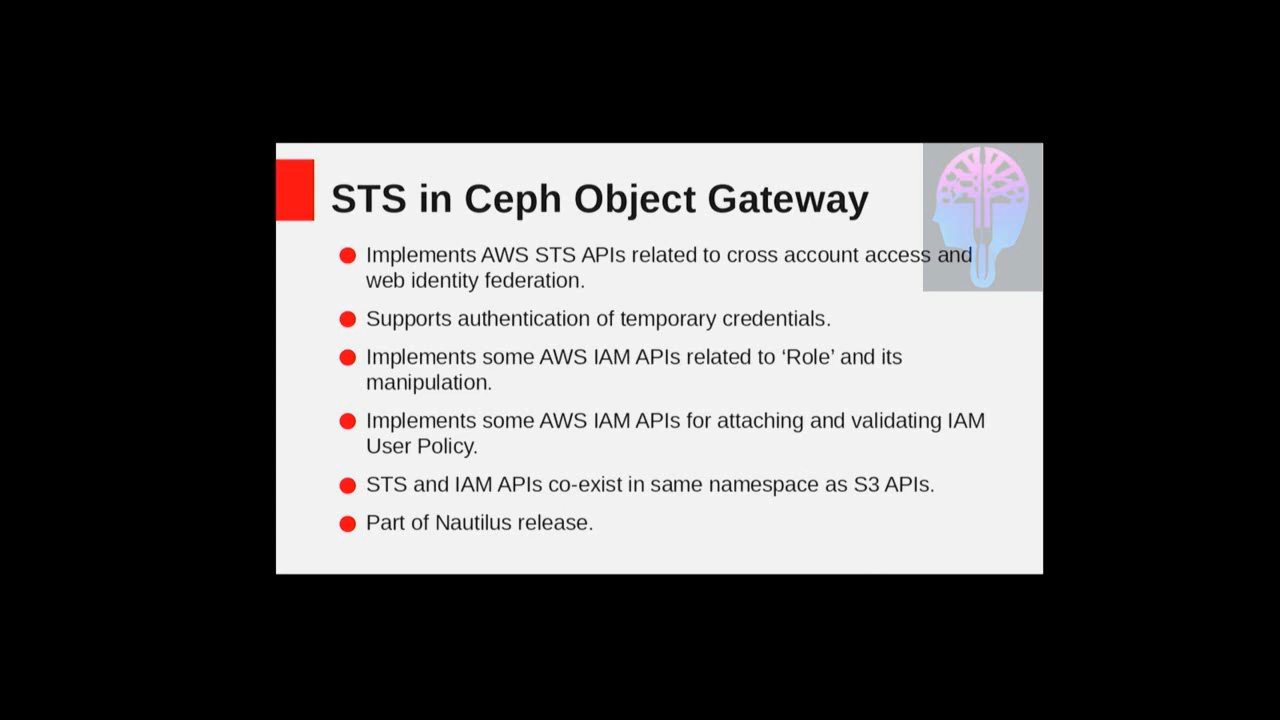 STS in Ceph Object Gateway
Implements AWS STS APIs related to cross account access and
web identity federation.
Supports authentication of temporary credentials.
Implements some AWS IAM APIs related to ‘Role’ and its
manipulation.
Implements some AWS IAM APIs for attaching and validating IAM
User Policy.
STS and IAM APIs co-exist in same namespace as S3 APIs.
Part of Nautilus release.